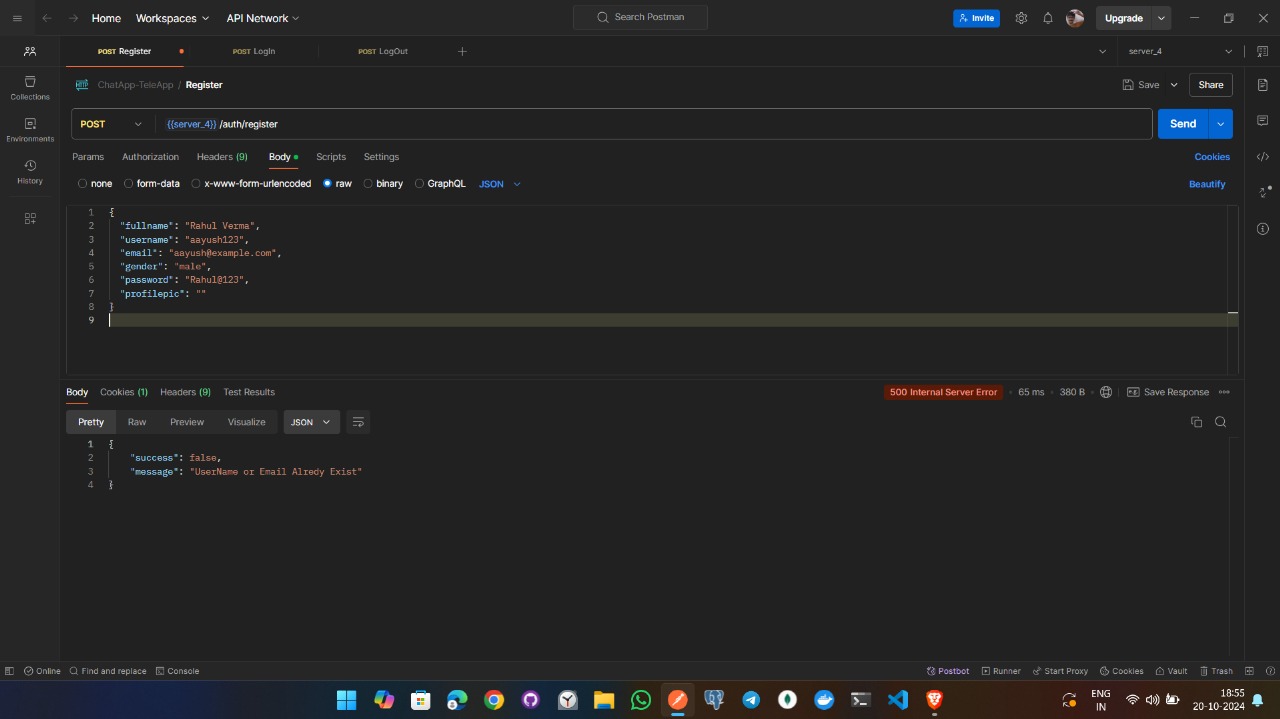 Home Workspaces API Network Search Postman Invite Upgrade
POST Register POST Login POST LogOut server_4
HTTP ChatApp-TeleApp / Register Save Share
POST {{server_4}} /auth/register Send
Params Authorization Headers (9) Body Scripts Settings Cookies
none form-data x-www-form-urlencoded raw binary GraphQL JSON Beautify
Collections
Environments
History
1 {
2 "fullname": "Rahul Verma",
3 "username": "aayush123",
4 "email": "aayush@example.com",
5 "gender": "male",
6 "password": "Rahul@123",
7 "profilepic": ""
8 }
9
Body Cookies (1) Headers (9) Test Results 500 Internal Server Error 65 ms 380 B Save Response
Pretty Raw Preview Visualize JSON
1 {
2 "success": false,
3 "message": "UserName or Email Alredy Exist"
4 }
Online Find and replace Console Postbot Runner Start Proxy Cookies Vault Trash
ENG 18:55
IN 20-10-2024